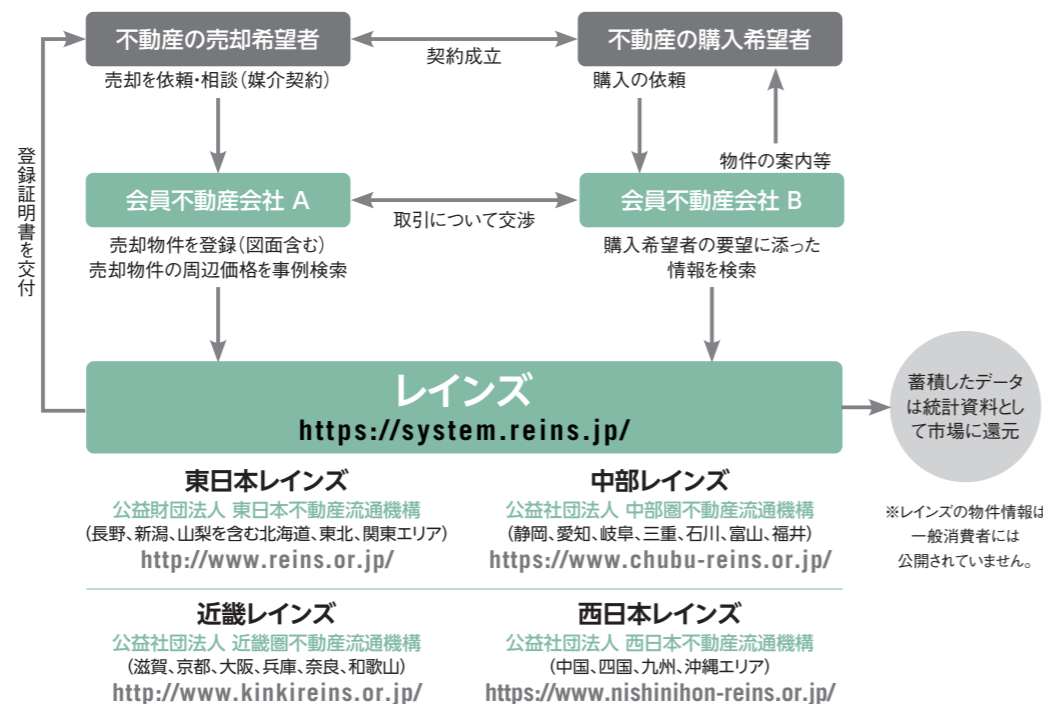 不動産の売却希望者
不動産の購入希望者
契約成立
売却を依頼・相談（媒介契約）
購入の依頼
登録証明書を交付
物件の案内等
会員不動産会社 A
会員不動産会社 B
取引について交渉
売却物件を登録（図面含む）
売却物件の周辺価格を事例検索
購入希望者の要望に添った
情報を検索
レインズ
https://system.reins.jp/
蓄積したデータ
は統計資料とし
て市場に還元
※レインズの物件情報は
一般消費者には
公開されていません。
東日本レインズ
公益財団法人 東日本不動産流通機構
（長野、新潟、山梨を含む北海道、東北、関東エリア）
http://www.reins.or.jp/
中部レインズ
公益社団法人 中部圏不動産流通機構
（静岡、愛知、岐阜、三重、石川、富山、福井）
https://www.chubu-reins.or.jp/
近畿レインズ
公益社団法人 近畿圏不動産流通機構
（滋賀、京都、大阪、兵庫、奈良、和歌山）
http://www.kinkireins.or.jp/
西日本レインズ
公益社団法人 西日本不動産流通機構
（中国、四国、九州、沖縄エリア）
https://www.nishinihon-reins.or.jp/